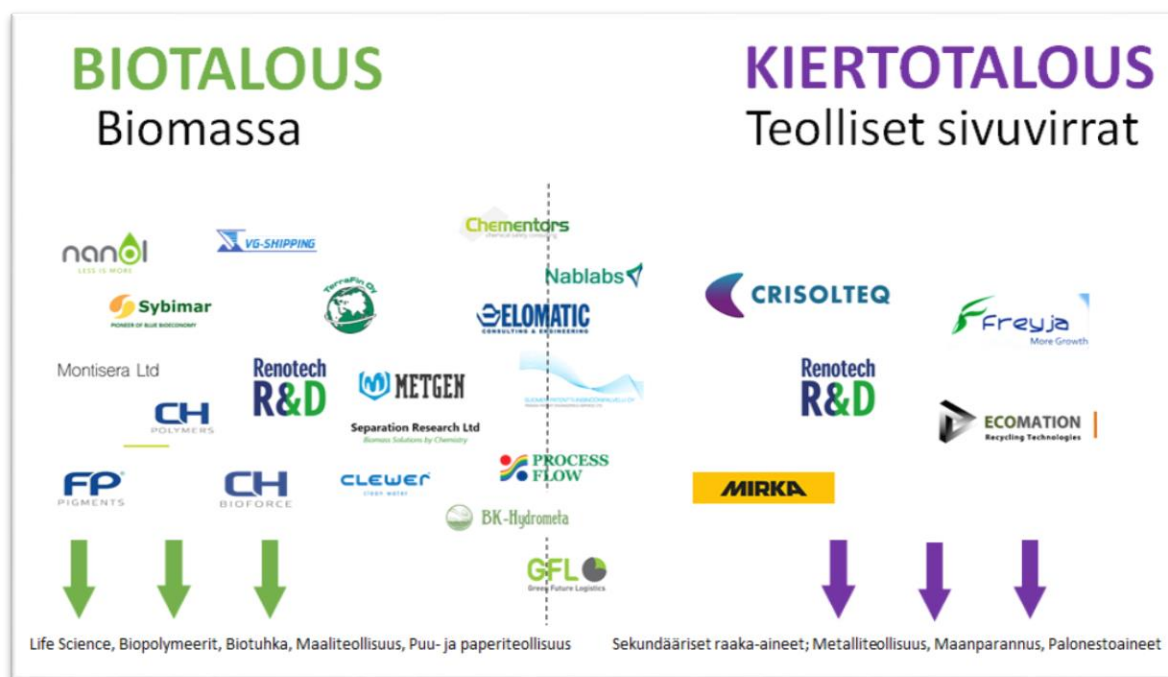 BIOTALOUS
Biomassa
KIERTOTALOUS
Teolliset sivuvirrat
Chementors
chemical safety consulting
nanol
LESS IS MORE
VG-SHIPPING
Nablabs
TerraFin Oy
Sybimar
PIONEER OF BLUE BIOECONOMY
ELOMATIC
CONSULTING & ENGINEERING
CRISOLTEQ
Freyja
More Growth
Montisera Ltd
Renotech
R&D
METGEN
Renotech
R&D
CH
POLYMERS
Separation Research Ltd
Biomass Solutions by Chemistry
ECOMATION
Recycling Technologies
FP
PIGMENTS
CH
BIOFORCE
CLEWER
clean water
PROCESS
FLOW
MIRKA
BK-Hydrometa
GFL
Green Future Logistics
Life Science, Biopolymeerit, Biotuhka, Maaliteollisuus, Puu- ja paperiteollisuus
Sekundääriset raaka-aineet; Metalliteollisuus, Maanparannus, Palonestoaineet